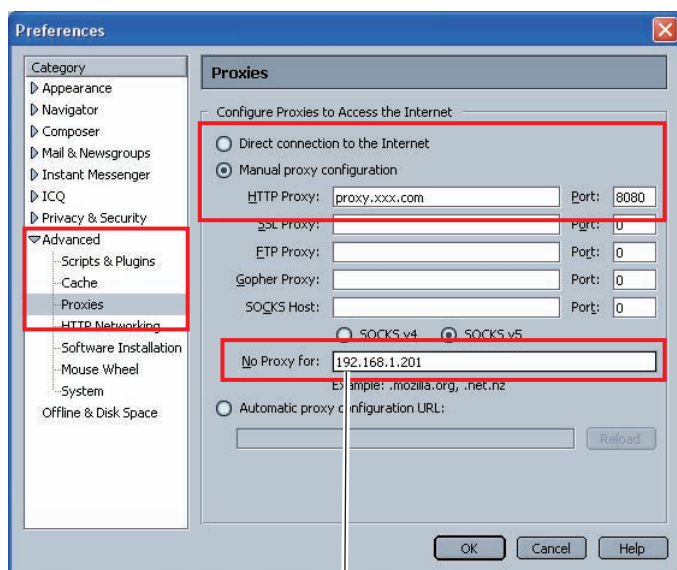 Preferences
Category
Appearance
Navigator
Composer
Mail & Newsgroups
Instant Messenger
ICQ
Privacy & Security
Advanced
Scripts & Plugins
Cache
Proxies
HTTP Networking
Software Installation
Mouse Wheel
System
Offline & Disk Space
Proxies
Configure Proxies to Access the Internet
Direct connection to the Internet
Manual proxy configuration
HTTP Proxy: proxy.xxx.com Port: 8080
SSL Proxy: Port: 0
FTP Proxy: Port: 0
Gopher Proxy: Port: 0
SOCKS Host: Port: 0
SOCKS v4 SOCKS v5
No Proxy for: 192.168.1.201
Example: .mozilla.org, .net.nz
Automatic proxy configuration URL:
Reload
OK Cancel Help